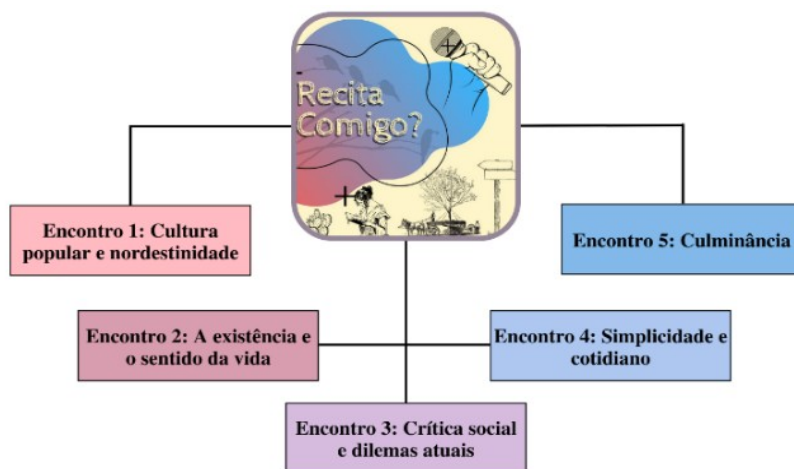 Recita
Comigo?
Encontro 1: Cultura
popular e nordestinidade
Encontro 5: Culminância
Encontro 2: A existência e
o sentido da vida
Encontro 4: Simplicidade e
cotidiano
Encontro 3: Crítica social
e dilemas atuais